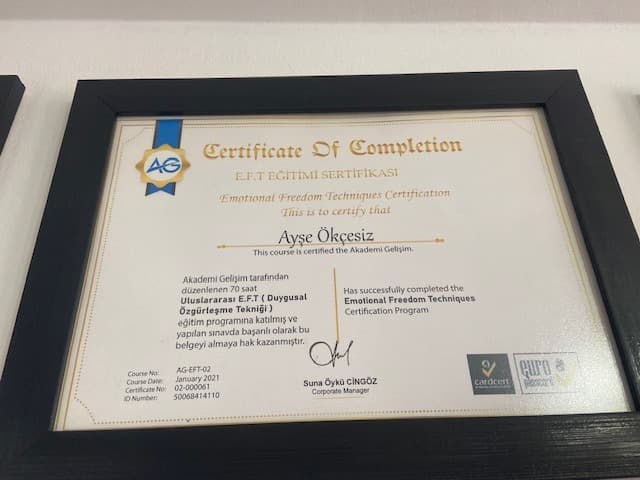 AG
Certificate Of Completion
E.F.T EĞİTİMİ SERTİFİKASI
Emotional Freedom Techniques Certification
This is to certify that
Ayşe Ökçesiz
This course is certified the Akademi Gelişim.
Akademi Gelişim tarafından
düzenlenen 70 saat
Uluslararası E.F.T ( Duygusal
Özgürleşme Tekniği )
eğitim programına katılmış ve
yapılan sınavda başarılı olarak bu
belgeyi almaya hak kazanmıştır.
Has successfully completed the
Emotional Freedom Techniques
Certification Program
Course No: AG-EFT-02
Course Date: January 2021
Certificate No: 02-000061
ID Number: 50068414110
Suna Öykü CİNGÖZ
Corporate Manager
cardcert
euro